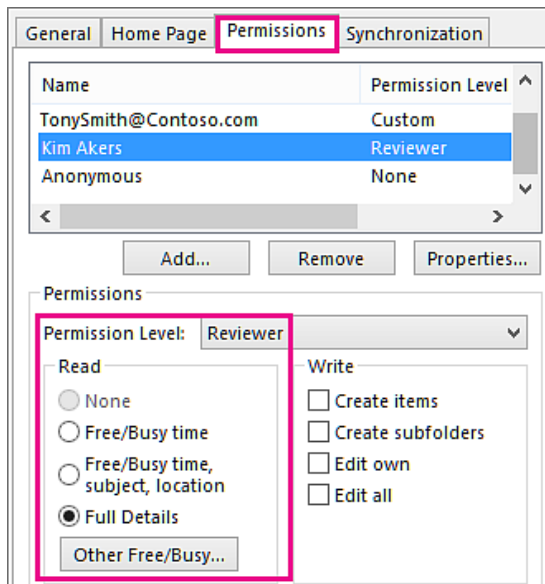 General Home Page Permissions Synchronization
Name Permission Level
TonySmith@Contoso.com Custom
Kim Akers Reviewer
Anonymous None
Add... Remove Properties...
Permissions
Permission Level: Reviewer
Read
None
Free/Busy time
Free/Busy time,
subject, location
Full Details
Other Free/Busy...
Write
Create items
Create subfolders
Edit own
Edit all